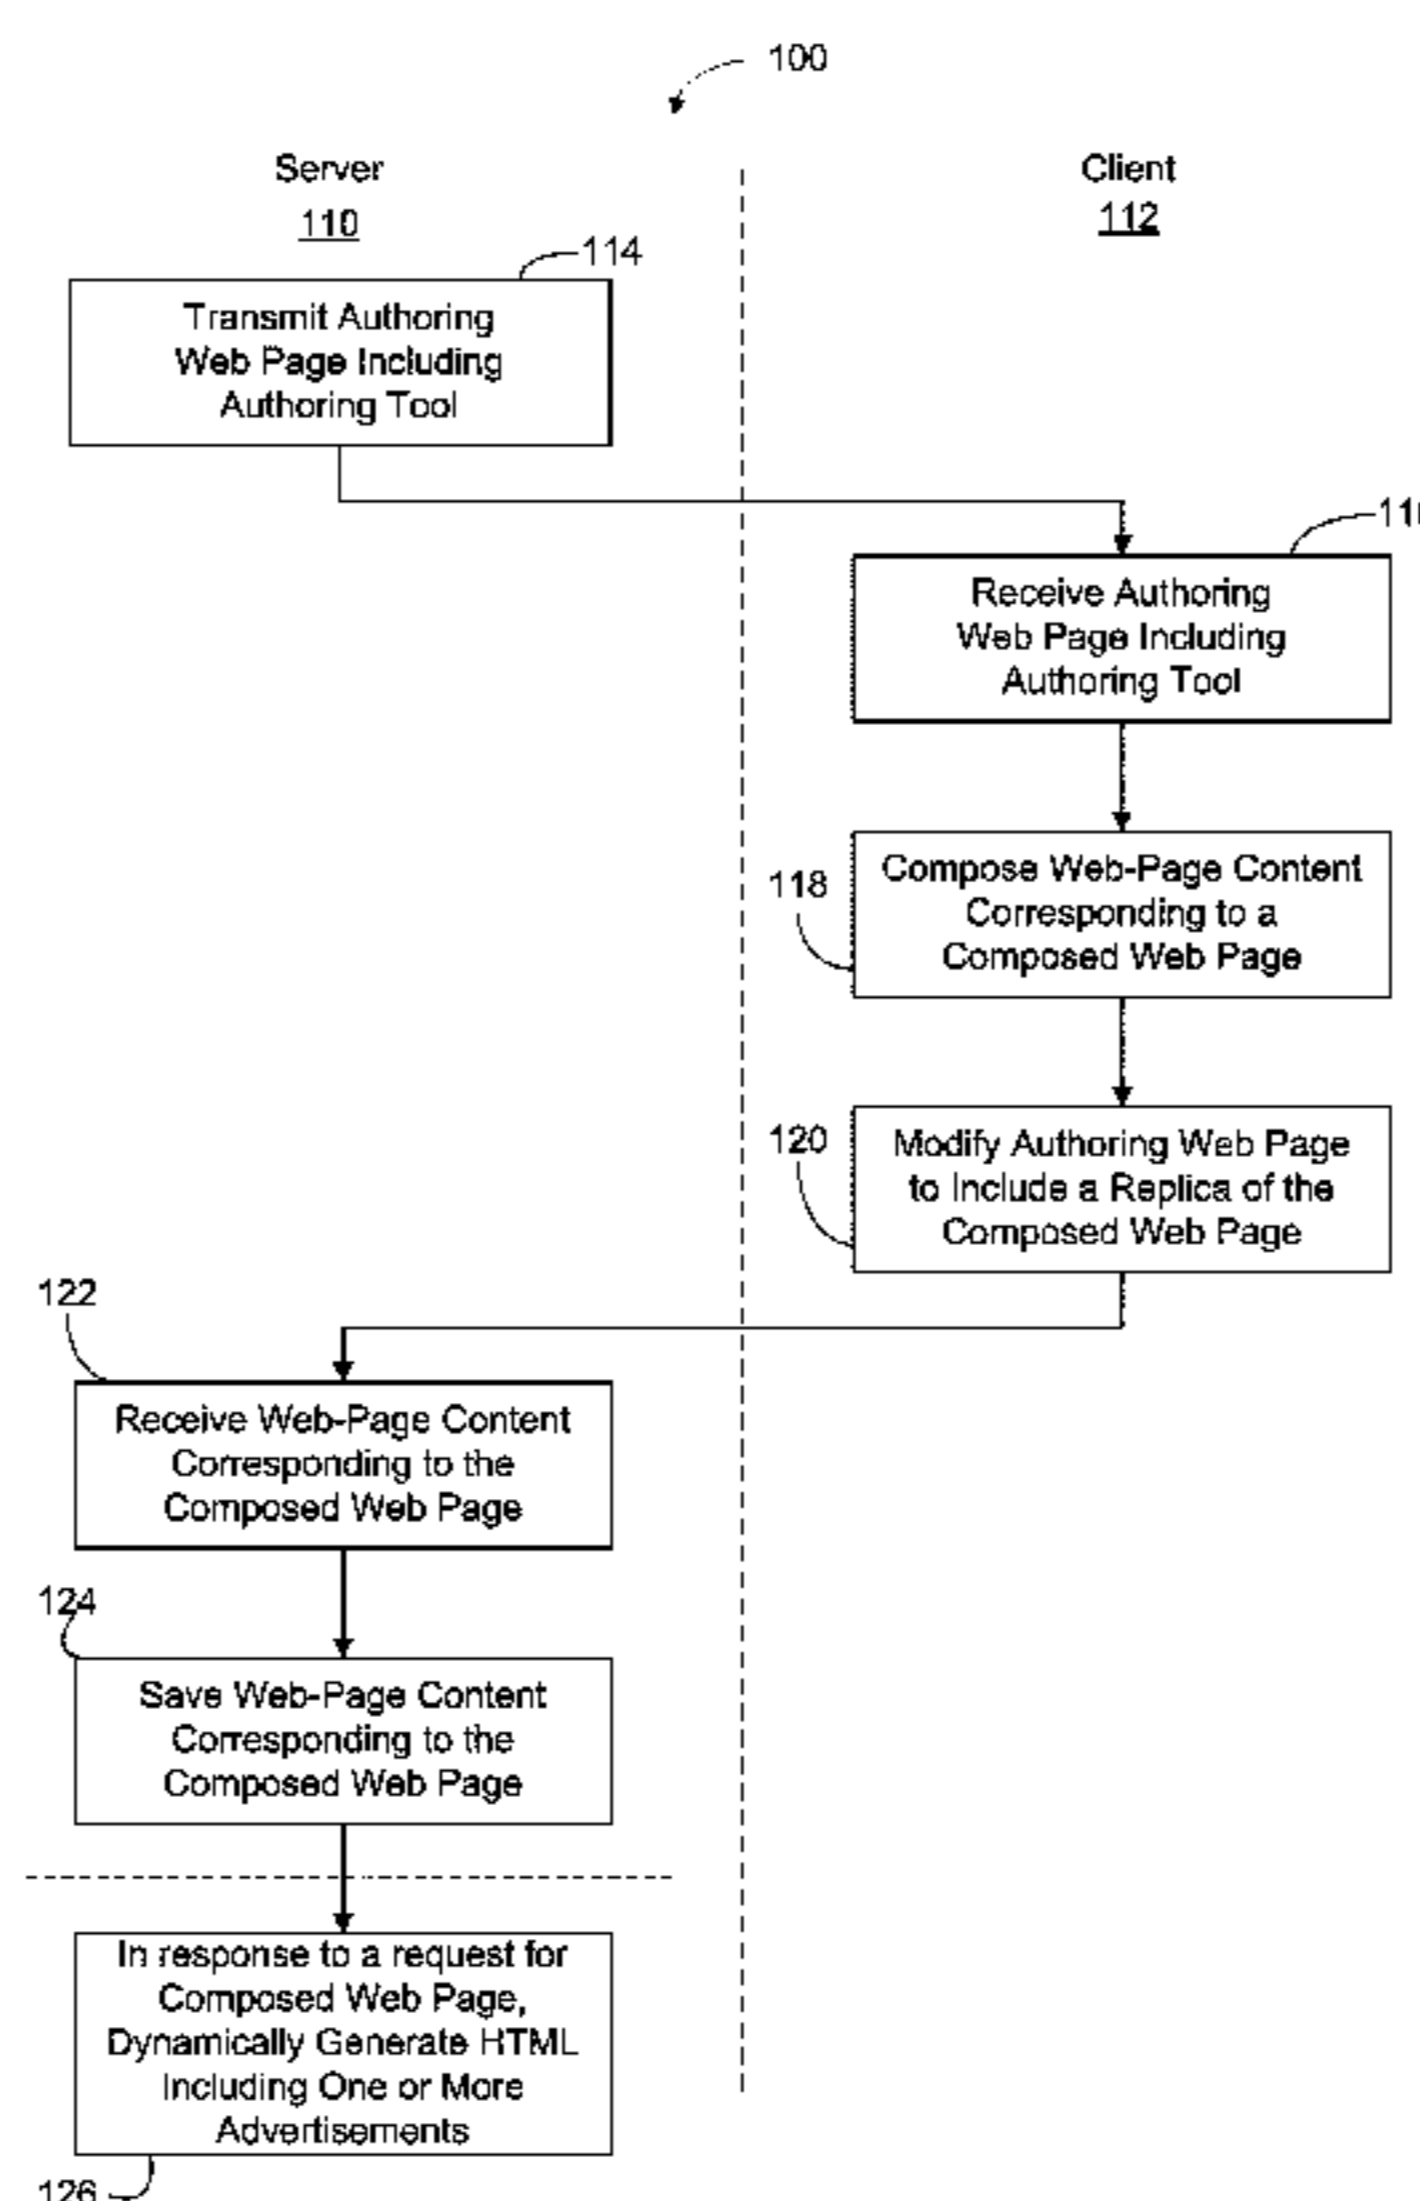 100
Server
110
Client
112
114
Transmit Authoring
Web Page Including
Authoring Tool
Receive Authoring
Web Page Including
Authoring Tool
118
Compose Web-Page Content
Corresponding to a
Composed Web Page
120
Modify Authoring Web Page
to Include a Replica of the
Composed Web Page
122
Receive Web-Page Content
Corresponding to the
Composed Web Page
124
Save Web-Page Content
Corresponding to the
Composed Web Page
In response to a request for
Composed Web Page,
Dynamically Generate HTML
Including One or More
Advertisements
126